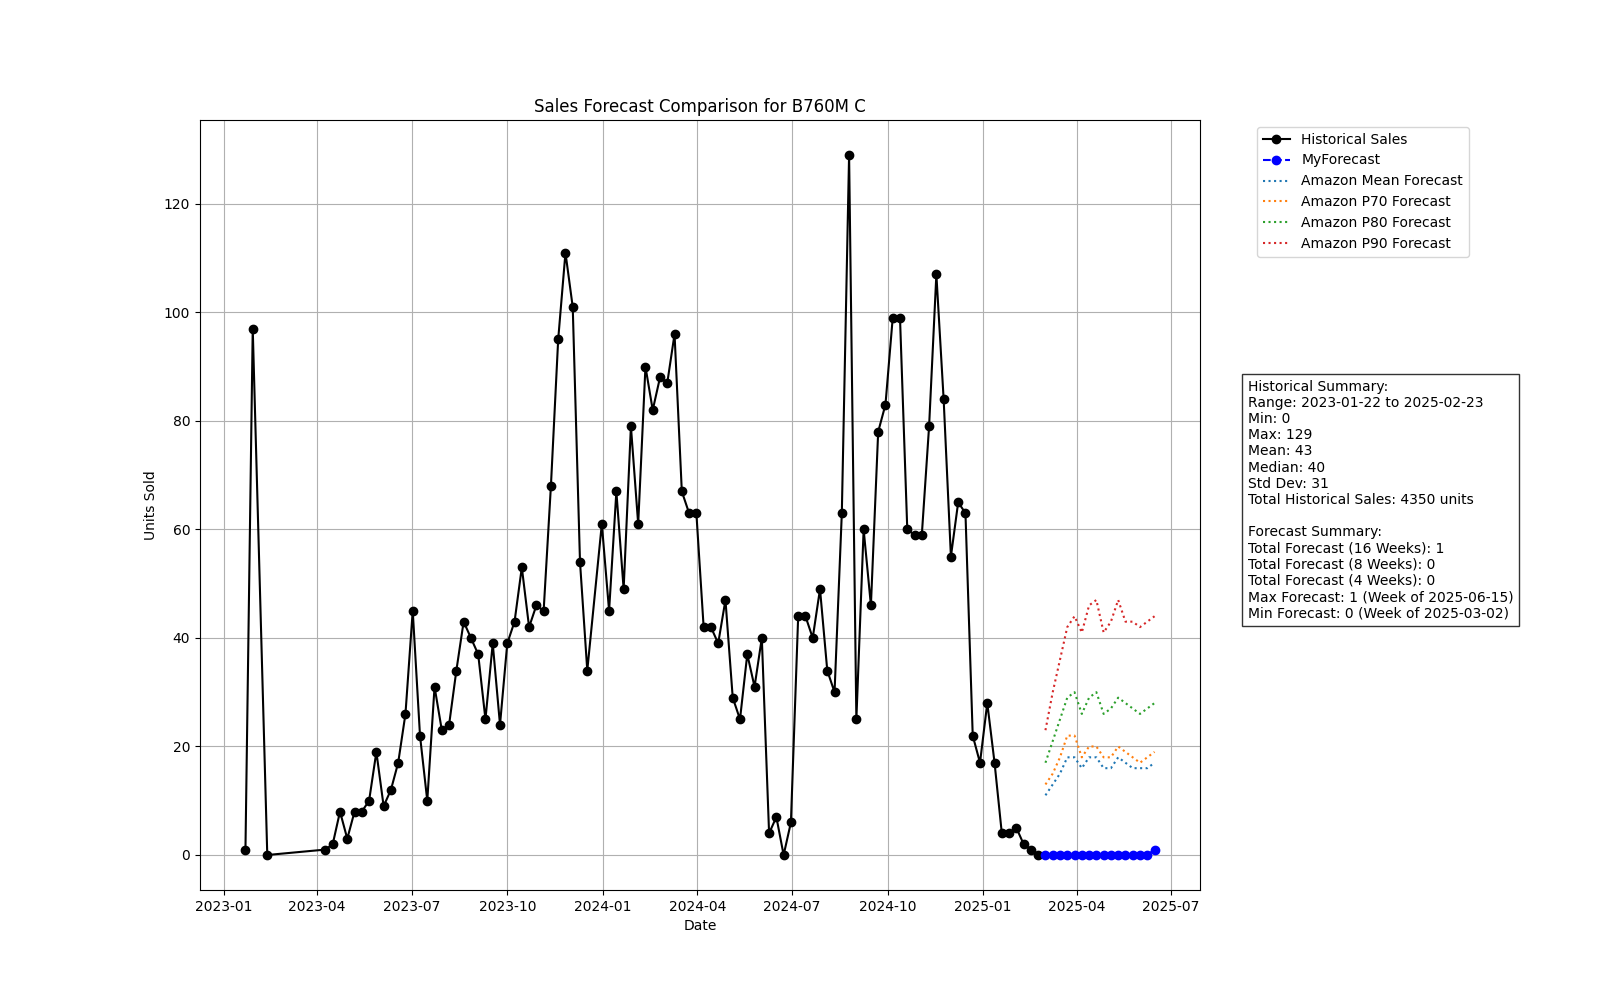 Sales Forecast Comparison for B760M C
Historical Sales
MyForecast
Amazon Mean Forecast
Amazon P70 Forecast
Amazon P80 Forecast
Amazon P90 Forecast
Units Sold
120
100
80
60
40
20
0
2023-01 2023-04 2023-07 2023-10 2024-01 2024-04 2024-07 2024-10 2025-01 2025-04 2025-07
Date
Historical Summary:
Range: 2023-01-22 to 2025-02-23
Min: 0
Max: 129
Mean: 43
Median: 40
Std Dev: 31
Total Historical Sales: 4350 units
Forecast Summary:
Total Forecast (16 Weeks): 1
Total Forecast (8 Weeks): 0
Total Forecast (4 Weeks): 0
Max Forecast: 1 (Week of 2025-06-15)
Min Forecast: 0 (Week of 2025-03-02)